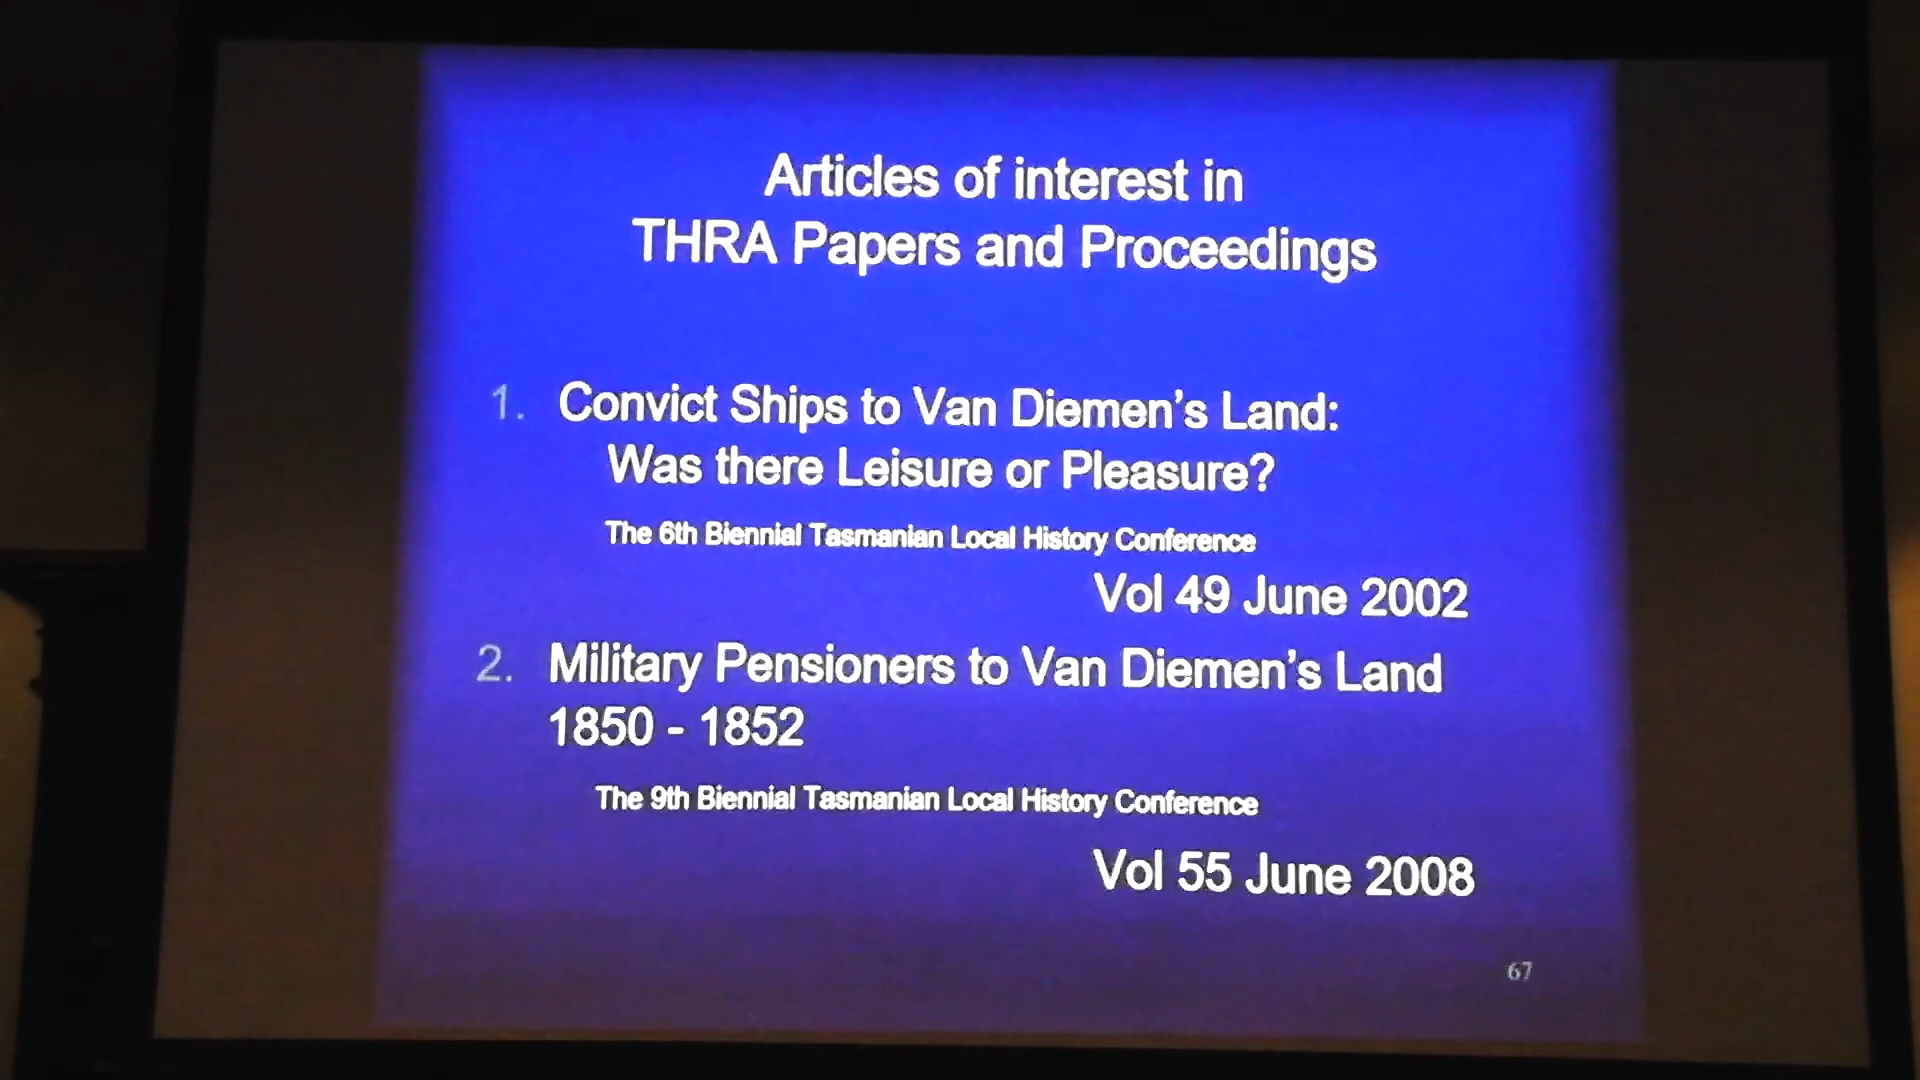 Articles of interest in
THRA Papers and Proceedings
1. Convict Ships to Van Diemen's Land:
Was there Leisure or Pleasure?
The 6th Biennial Tasmanian Local History Conference
Vol 49 June 2002
2. Military Pensioners to Van Diemen's Land
1850 - 1852
The 9th Biennial Tasmanian Local History Conference
Vol 55 June 2008
67